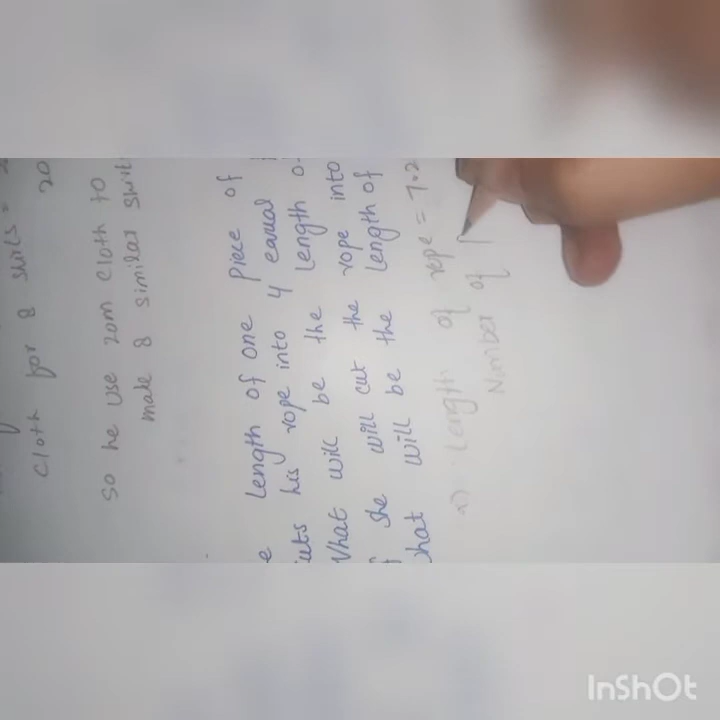 cloth for 8 shirts =
20
so he use 20m cloth to
make 8 similar
length of one piece of
cuts his rope into 4 equal
What will be the length
she will cut the rope into
what will be the length of
a) length of rope = 7.2
Number of
InShOt